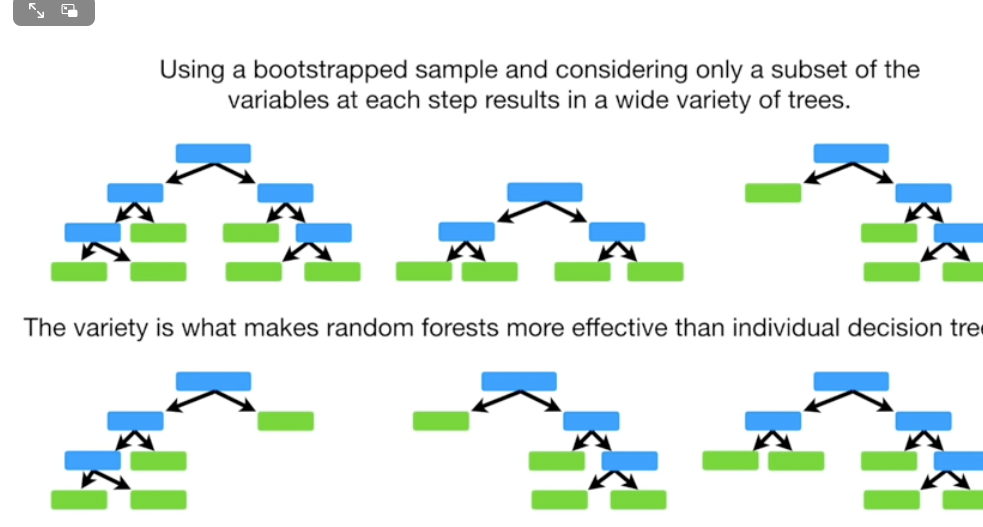 Using a bootstrapped sample and considering only a subset of the
variables at each step results in a wide variety of trees.
The variety is what makes random forests more effective than individual decision